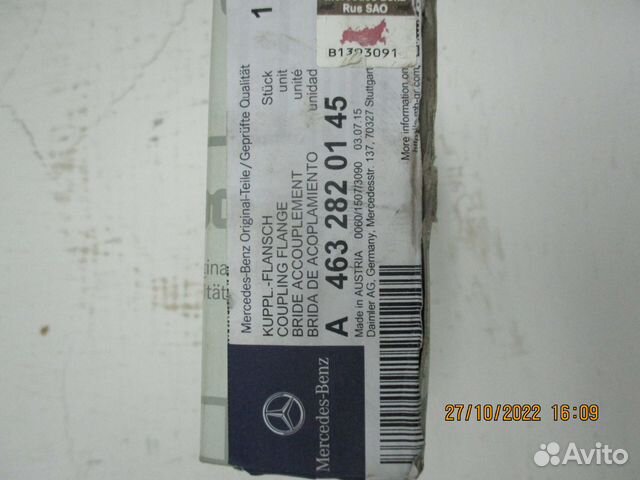 Rus SAO
B1393091
Mercedes-Benz Original-Teile/Geprüfte Qualität
1
Stück
unit
unité
unidad
KUPPL.-FLANSCH
COUPLING FLANGE
BRIDE ACCOUPLEMENT
BRIDA DE ACOPLAMIENTO
A 463 282 01 45
Made in AUSTRIA 0060/1507/3090 03.07.15
Daimler AG, Germany, Mercedesstr. 137, 70327 Stuttgart
More information on
Mercedes-Benz
27/10/2022 16:09
Avito